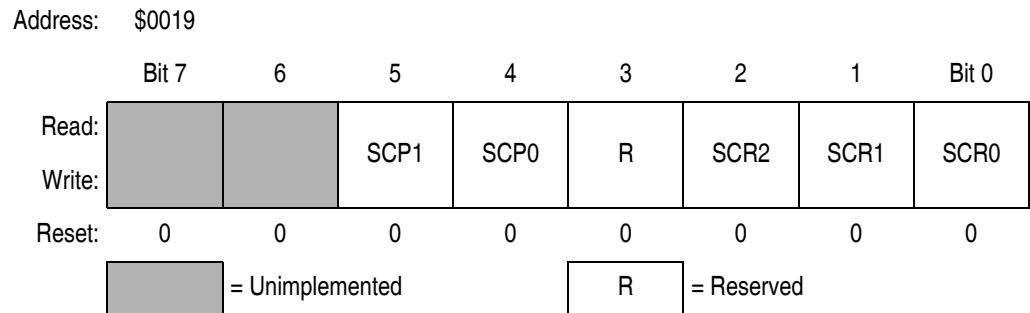 Address: $0019
Bit 7 6 5 4 3 2 1 Bit 0
Read:
SCP1 SCP0 R SCR2 SCR1 SCR0
Write:
Reset: 0 0 0 0 0 0 0 0
= Unimplemented R = Reserved